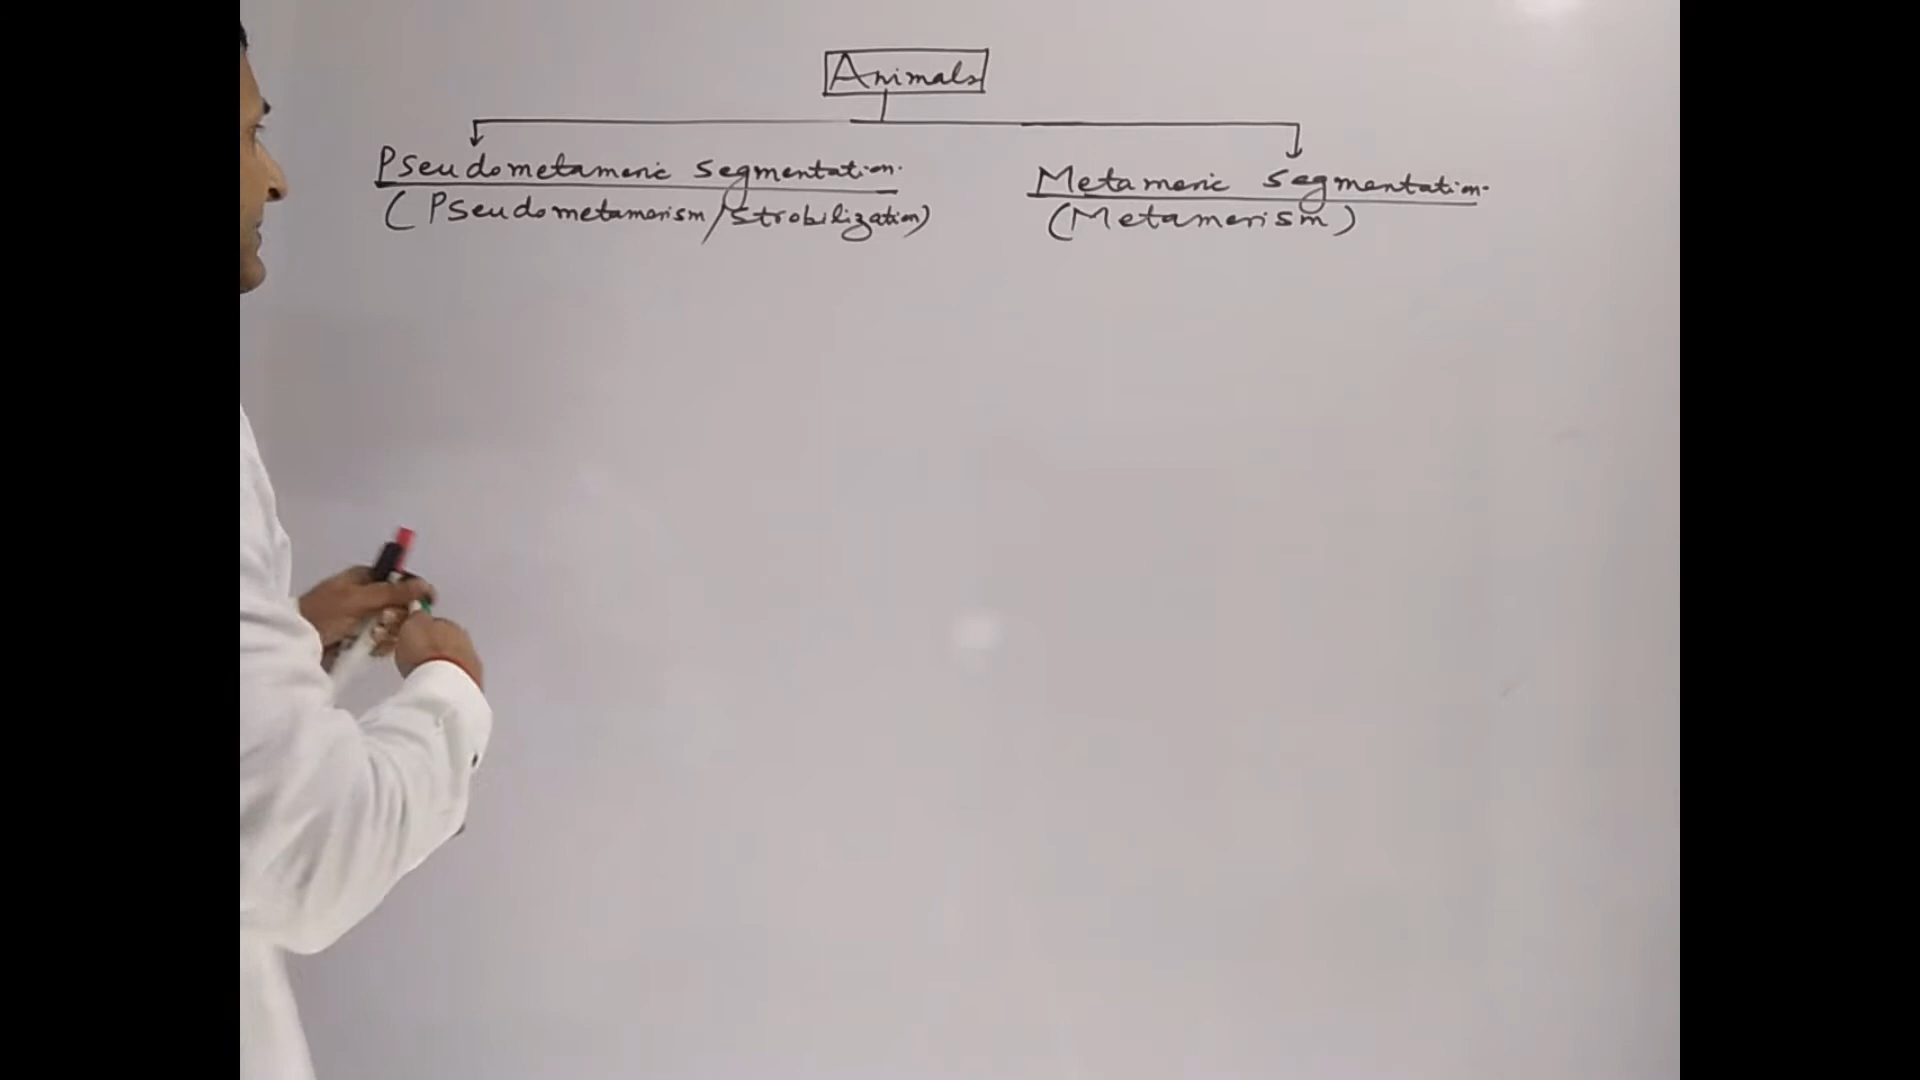 Animals
Pseudometameric segmentation.
(Pseudometamerism/strobilization)
Metameric segmentation.
(Metamerism)